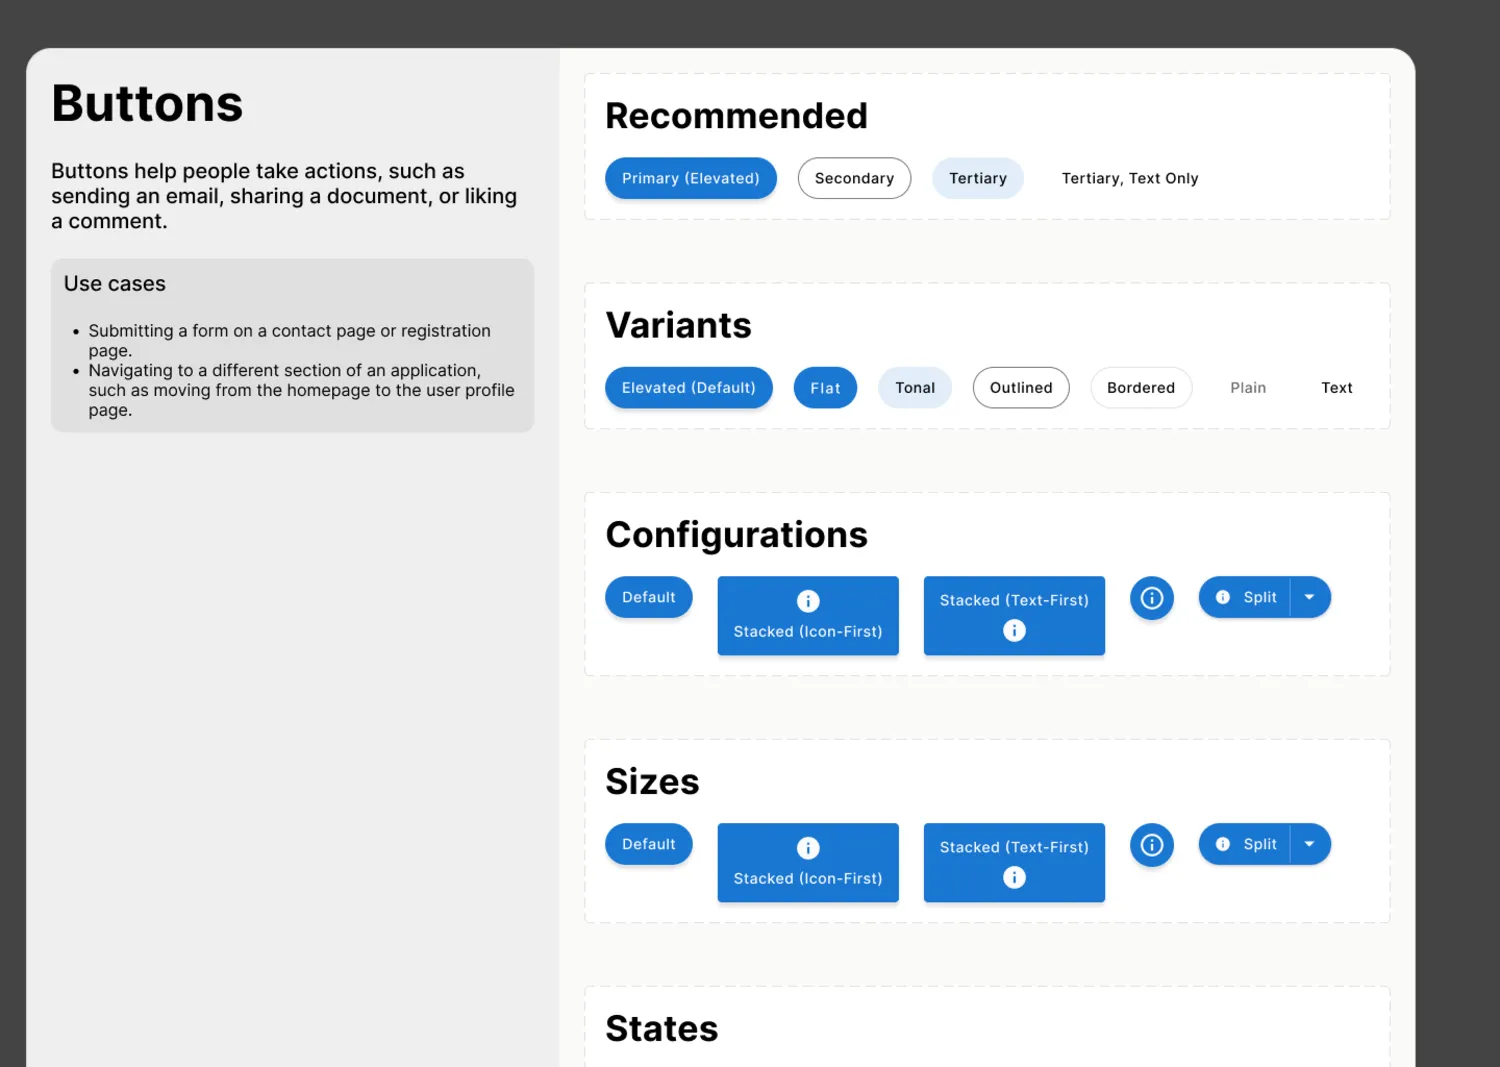 Buttons
Buttons help people take actions, such as
sending an email, sharing a document, or liking
a comment.
Use cases
• Submitting a form on a contact page or registration
page.
• Navigating to a different section of an application,
such as moving from the homepage to the user profile
page.
Recommended
Primary (Elevated) Secondary Tertiary Tertiary, Text Only
Variants
Elevated (Default) Flat Tonal Outlined Bordered Plain Text
Configurations
Default
Stacked (Icon-First)
Stacked (Text-First)
Split
Sizes
Default
Stacked (Icon-First)
Stacked (Text-First)
Split
States